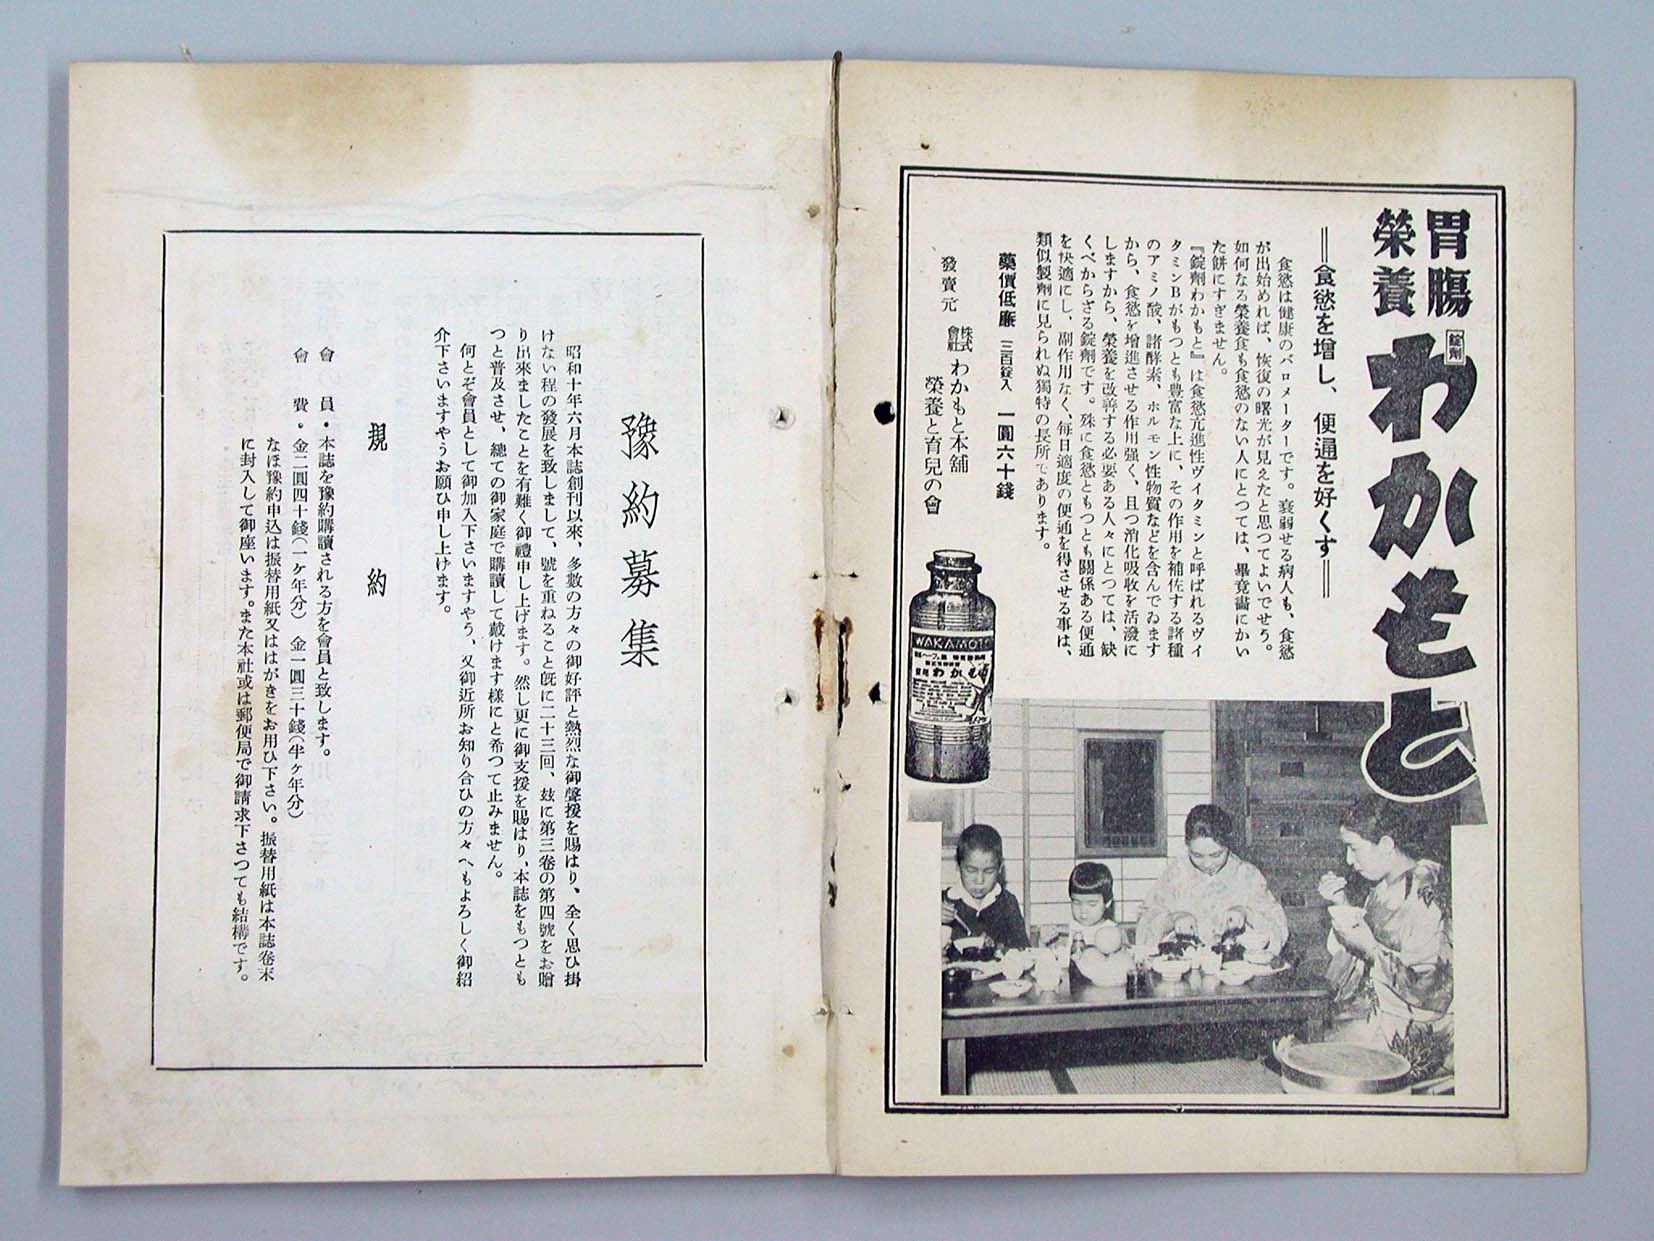 胃腸
榮養
錠劑
わかもと
＝食慾を增し、便通を好くす＝
食慾は健康のバロメーターです。衰弱せる病人も、食慾
が出始めれば、恢復の曙光が見えたと思つてよいでせう。
如何なる榮養食も食慾のない人にとつては、畢竟畵にかい
た餅にすぎません。
『錠劑わかもと』は食慾亢進性ヴイタミンと呼ばれるヴイ
タミンBがもつとも豊富な上に、その作用を補佐する諸種
のアミノ酸、諸酵素、ホルモン性物質などを含んでゐます
から、食慾を增進させる作用强く、且つ消化吸收を活潑に
しますから、榮養を改善する必要ある人々にとつては、缺
くべからざる錠劑です。殊に食慾ともつとも關係ある便通
を快適にし、副作用なく、每日適度の便通を得させる事は、
類似製劑に見られぬ獨特の長所であります。
藥價低廉 三百錠入 一圓六十錢
發賣元 株式會社 わかもと本舖
榮養と育兒の會
WAKAMOTO
錠劑わかもと
豫約募集
昭和十年六月本誌創刊以來、多數の方々の御好評と熱烈な御聲援を賜はり、全く思ひ掛
けない程の發展を致しまして、號を重ねること旣に二十三回、玆に第三卷の第四號をお贈
り出來ましたことを有難く御禮申し上げます。然し更に御支援を賜はり、本誌をもつとも
つと普及させ、總ての御家庭で購讀して戴けます樣にと希つて止みません。
何とぞ會員として御加入下さいますやう、又御近所お知り合ひの方々へもよろしく御紹
介下さいますやうお願ひ申し上けます。
規約
會員・本誌を豫約購讀される方を會員と致します。
會費・金二圓四十錢（一ケ年分） 金一圓三十錢（半ケ年分）
なほ豫約申込は振替用紙又ははがきをお用ひ下さい。振替用紙は本誌卷末
に封入して御座います。また本社或は郵便局で御請求下さつても結構です。